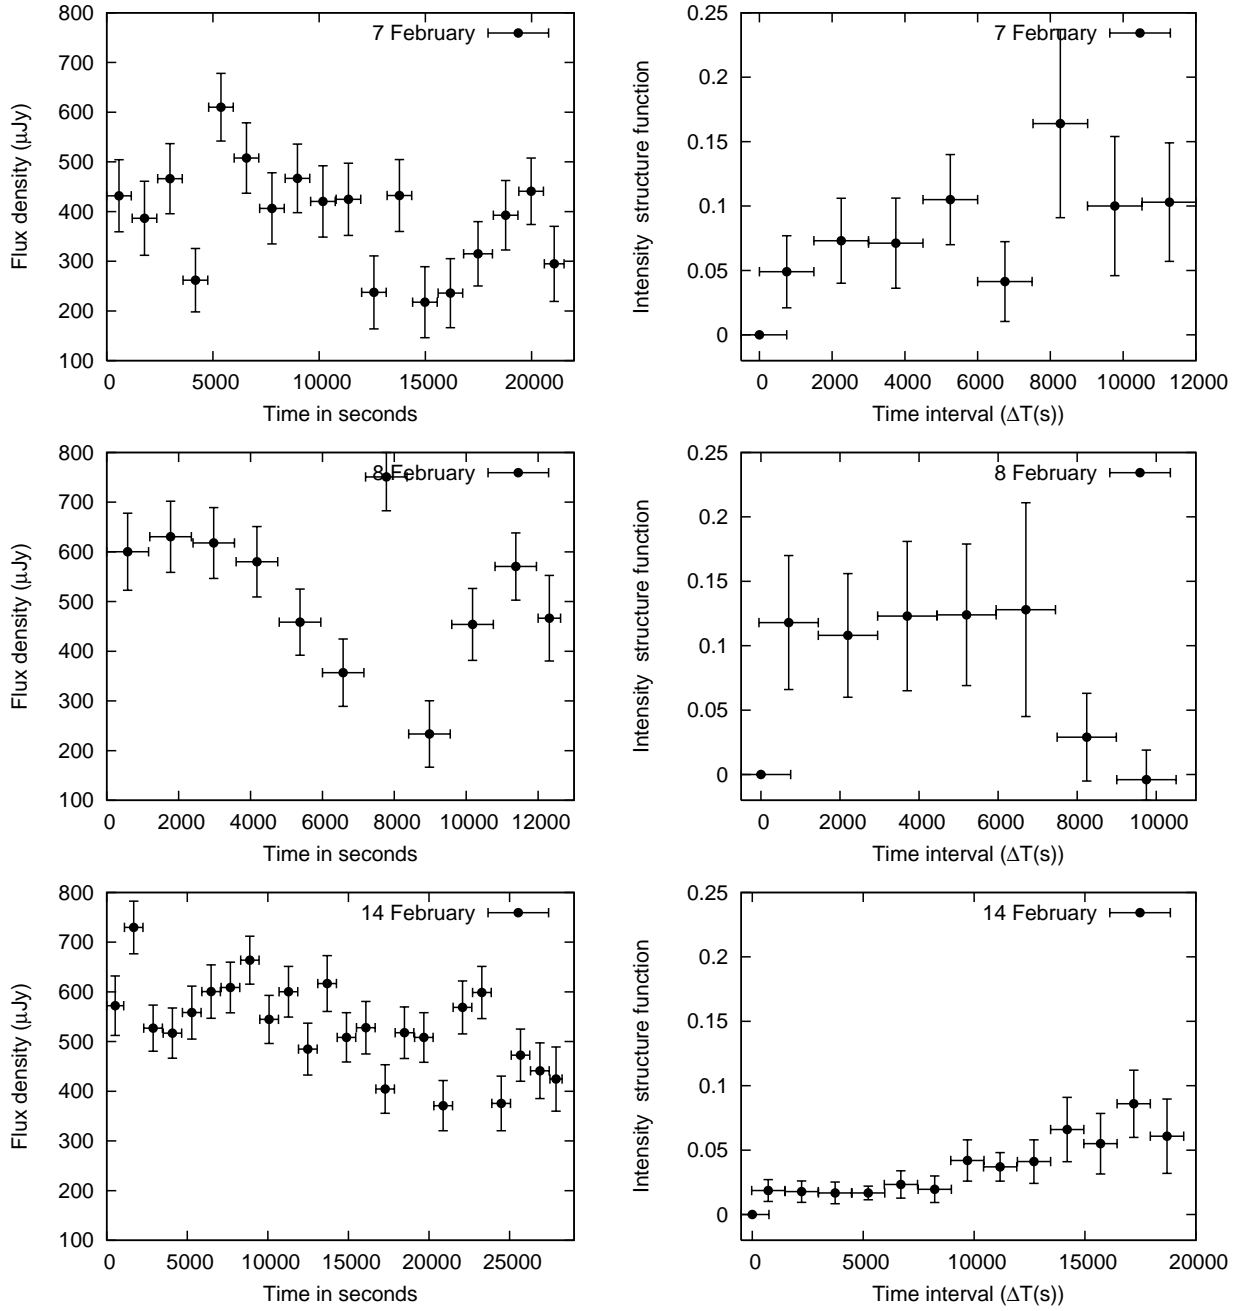 800
700
600
500
400
300
200
100
0 5000 10000 15000 20000
Flux density (μJy)
Time in seconds
7 February
0.25
0.2
0.15
0.1
0.05
0
0 2000 4000 6000 8000 10000 12000
Intensity structure function
Time interval (ΔT(s))
7 February
800
700
600
500
400
300
200
100
0 2000 4000 6000 8000 10000 12000
Flux density (μJy)
Time in seconds
8 February
0.25
0.2
0.15
0.1
0.05
0
0 2000 4000 6000 8000 10000
Intensity structure function
Time interval (ΔT(s))
8 February
800
700
600
500
400
300
200
100
0 5000 10000 15000 20000 25000
Flux density (μJy)
Time in seconds
14 February
0.25
0.2
0.15
0.1
0.05
0
0 5000 10000 15000 20000
Intensity structure function
Time interval (ΔT(s))
14 February